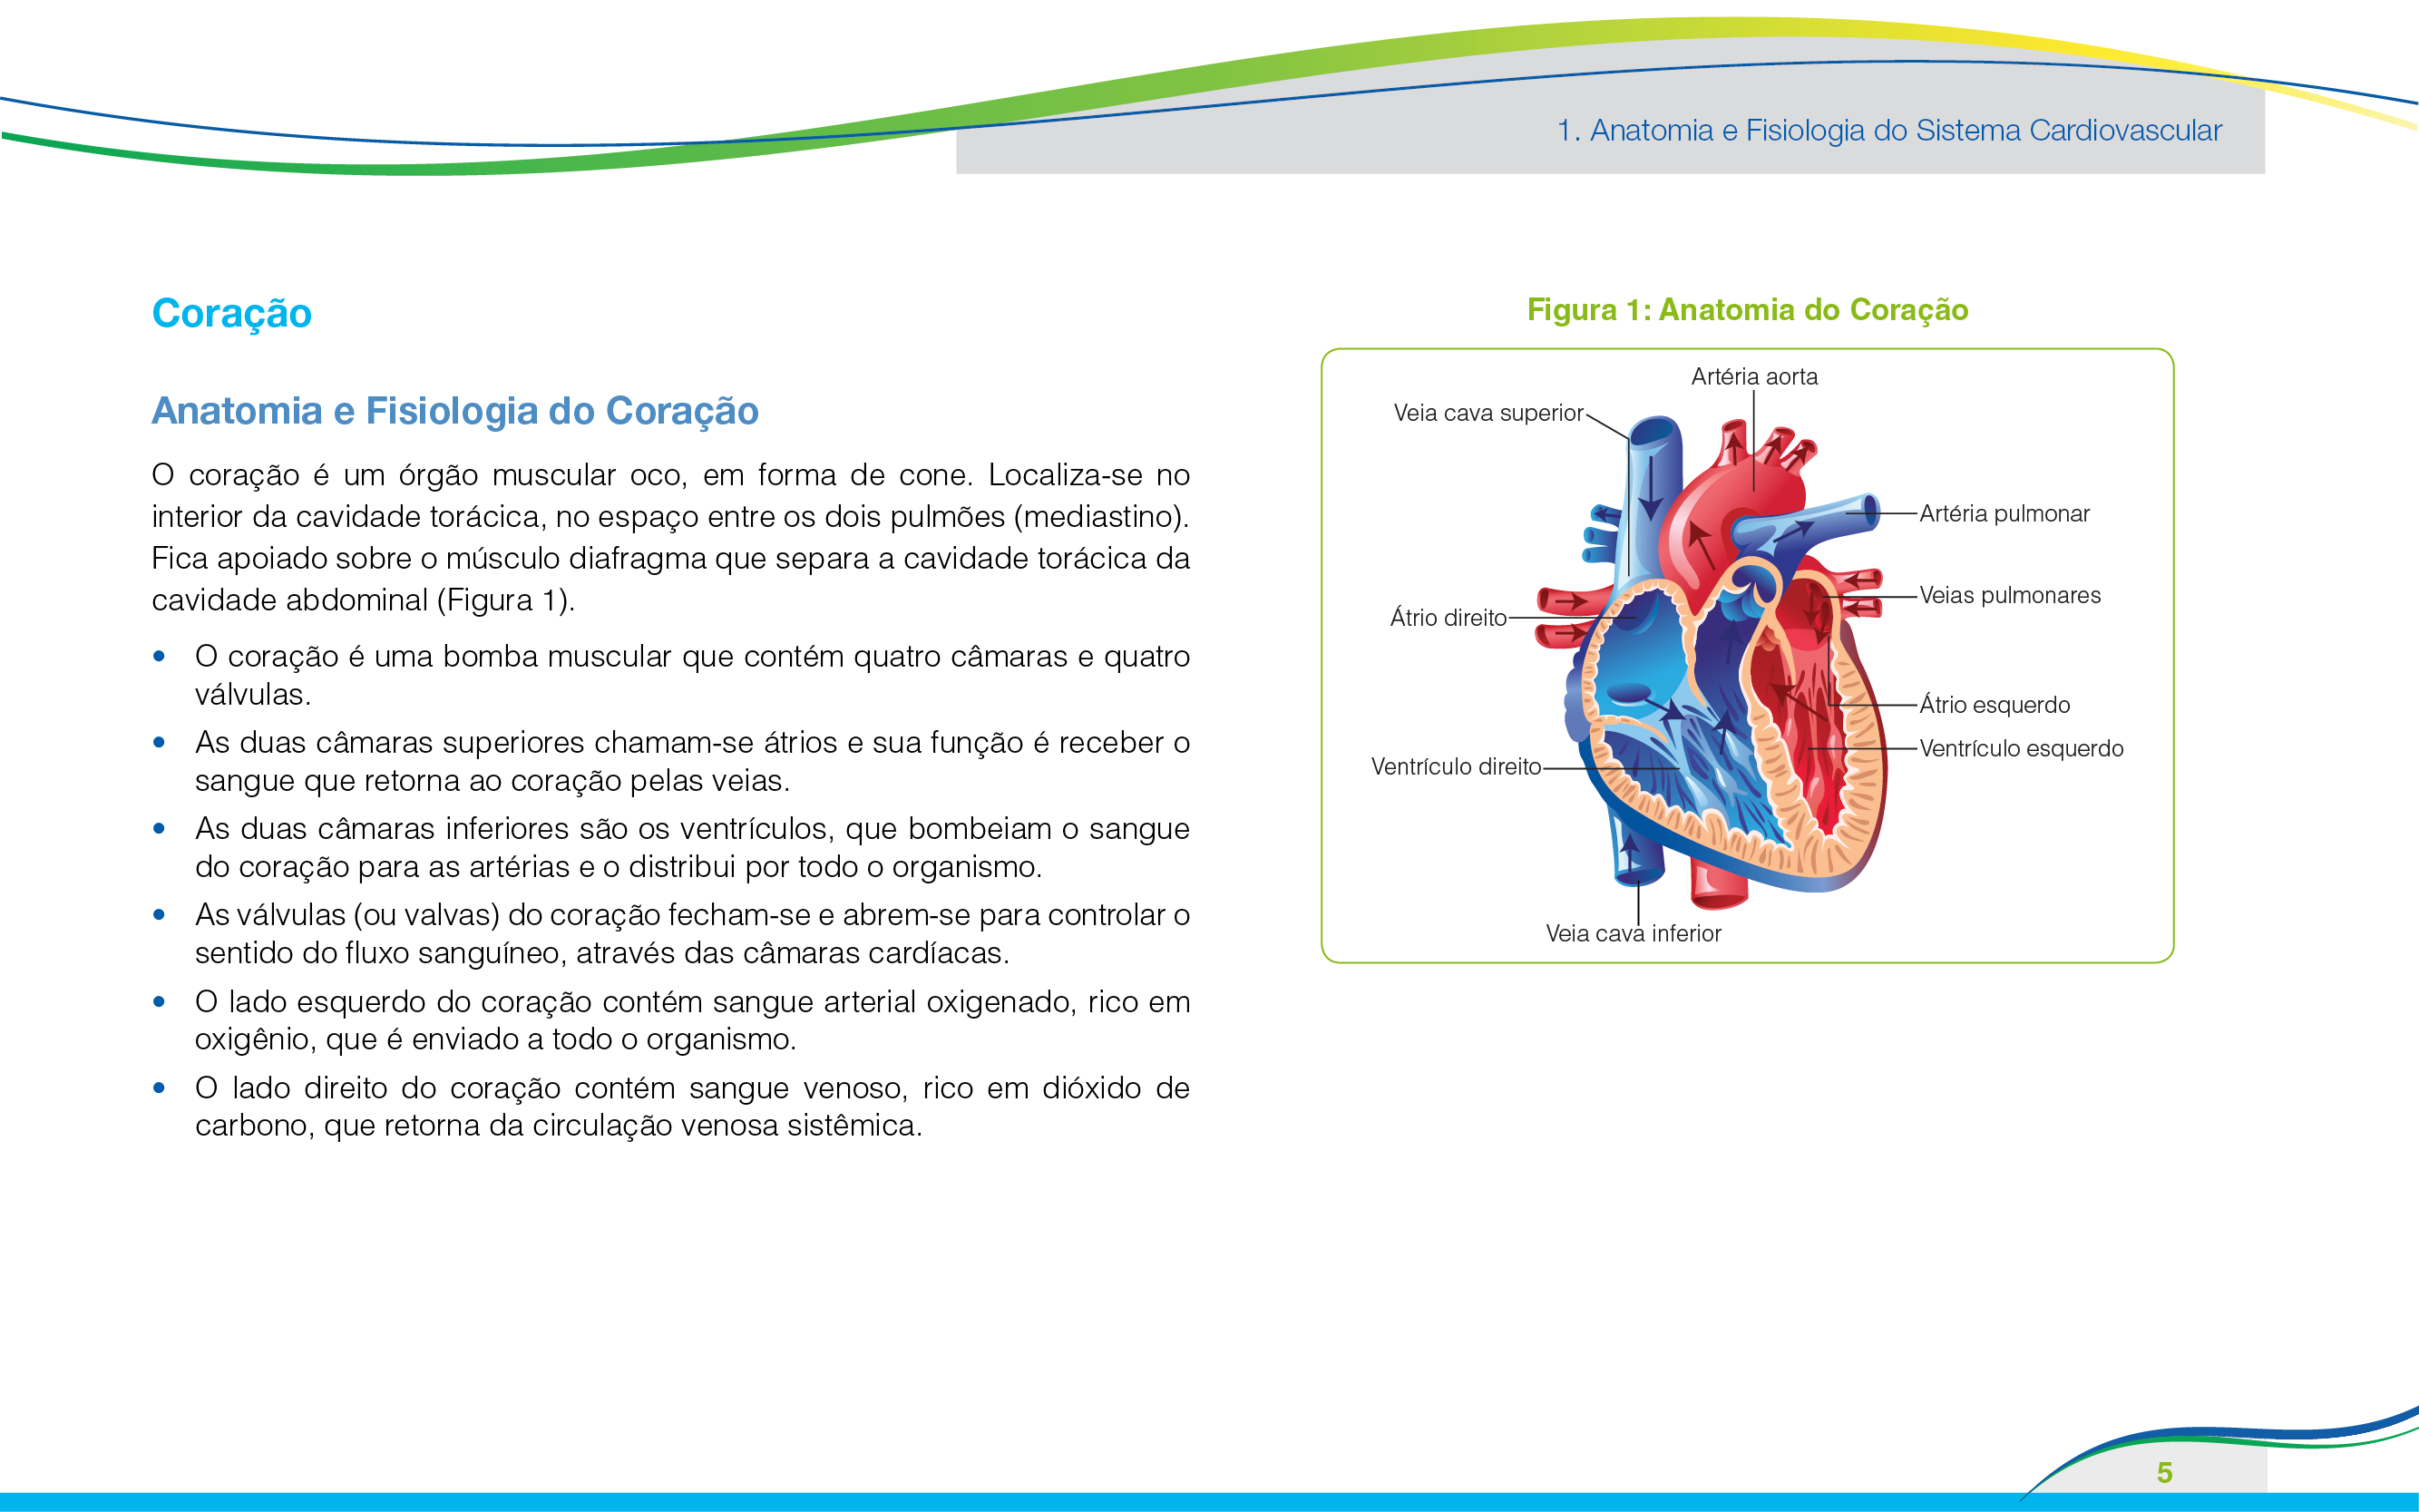 1. Anatomia e Fisiologia do Sistema Cardiovascular
Coração
Anatomia e Fisiologia do Coração
O coração é um órgão muscular oco, em forma de cone. Localiza-se no
interior da cavidade torácica, no espaço entre os dois pulmões (mediastino).
Fica apoiado sobre o músculo diafragma que separa a cavidade torácica da
cavidade abdominal (Figura 1).
• O coração é uma bomba muscular que contém quatro câmaras e quatro
válvulas.
• As duas câmaras superiores chamam-se átrios e sua função é receber o
sangue que retorna ao coração pelas veias.
• As duas câmaras inferiores são os ventrículos, que bombeiam o sangue
do coração para as artérias e o distribui por todo o organismo.
• As válvulas (ou valvas) do coração fecham-se e abrem-se para controlar o
sentido do fluxo sanguíneo, através das câmaras cardíacas.
• O lado esquerdo do coração contém sangue arterial oxigenado, rico em
oxigênio, que é enviado a todo o organismo.
• O lado direito do coração contém sangue venoso, rico em dióxido de
carbono, que retorna da circulação venosa sistêmica.
Figura 1: Anatomia do Coração
Artéria aorta
Veia cava superior
Artéria pulmonar
Veias pulmonares
Átrio direito
Átrio esquerdo
Ventrículo esquerdo
Ventrículo direito
Veia cava inferior
5